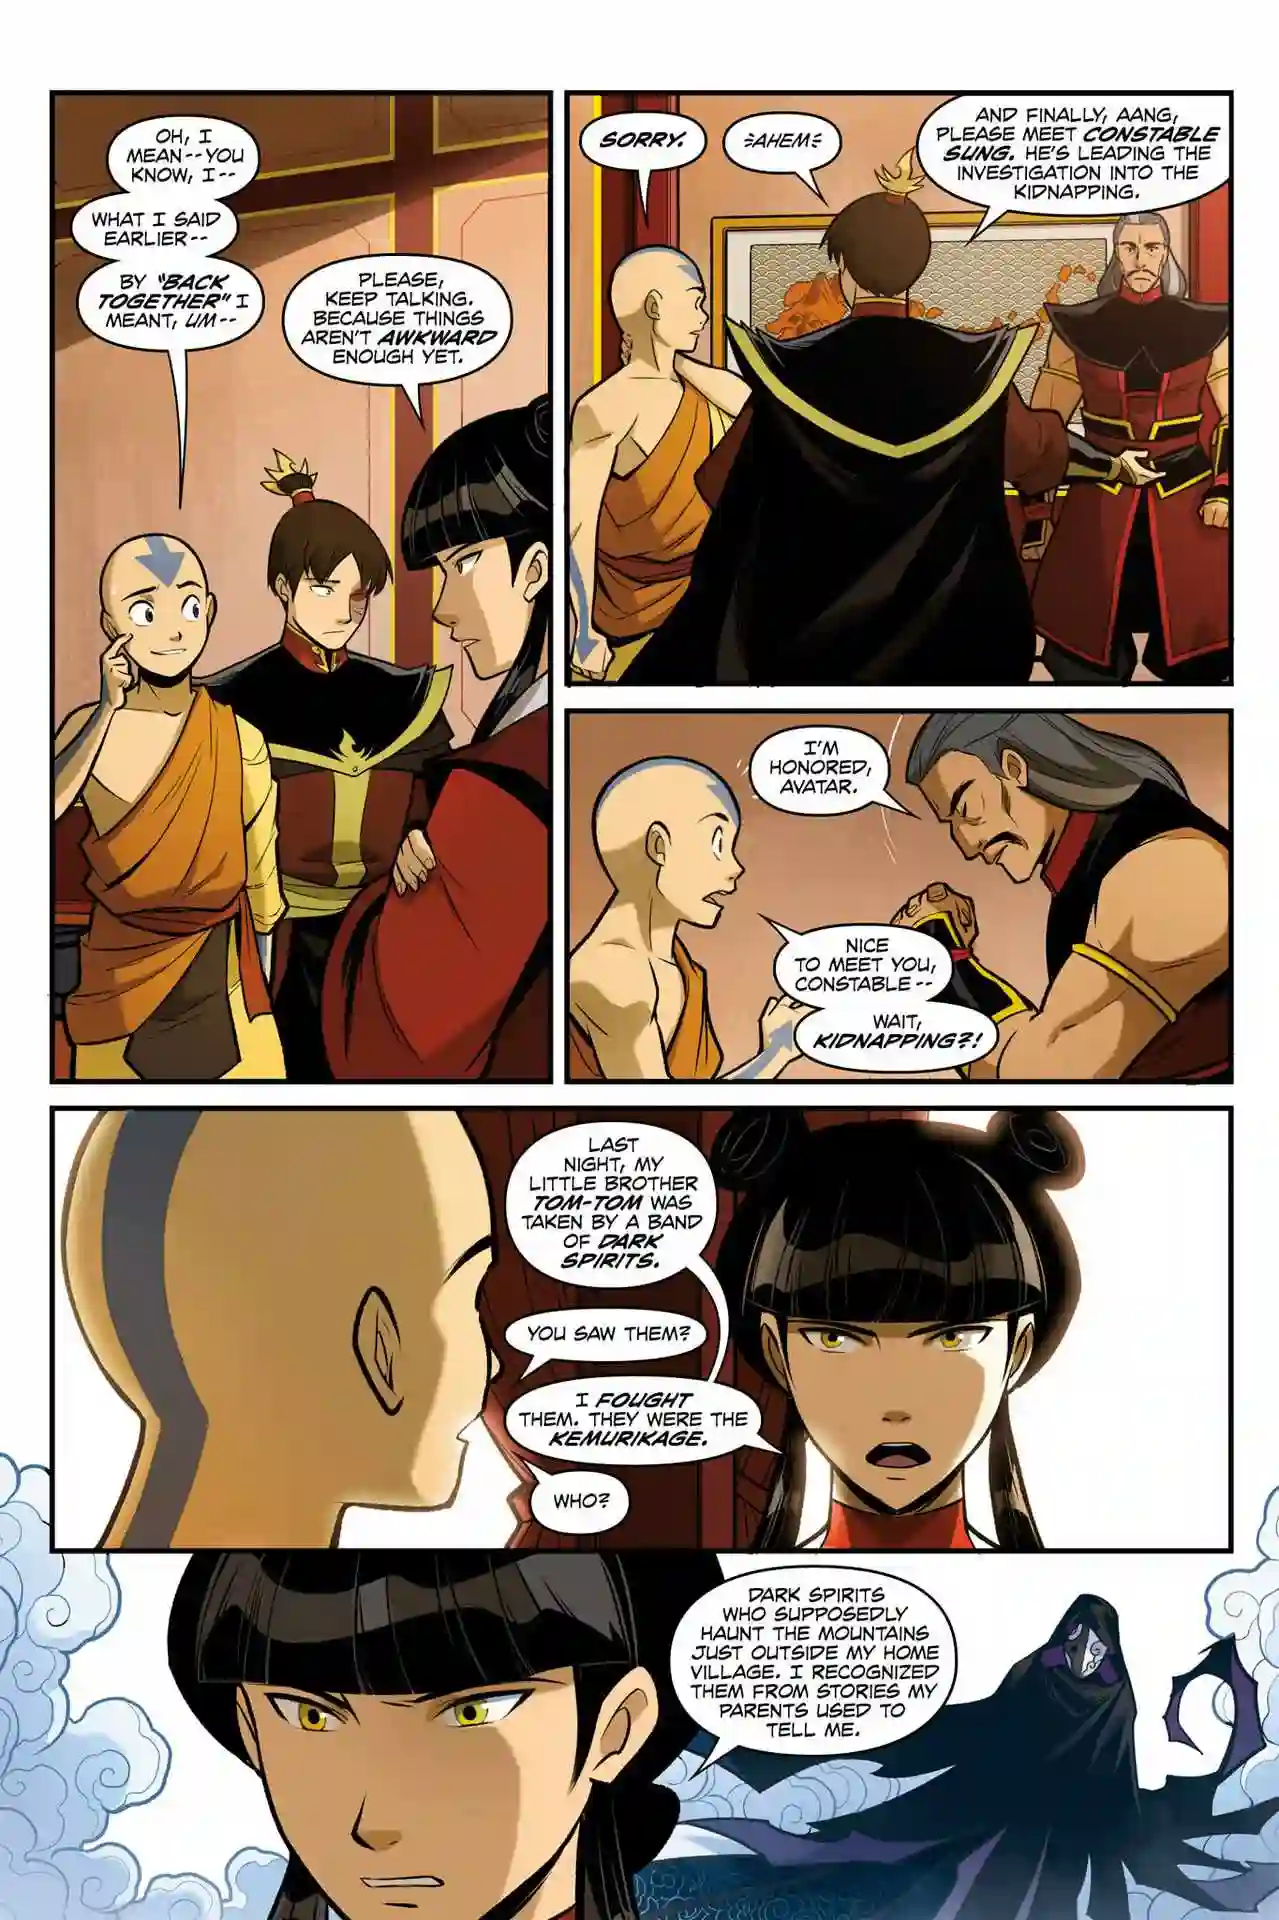 OH, I
MEAN--YOU
KNOW, I--
WHAT I SAID
EARLIER--
BY "BACK
TOGETHER" I
MEANT, UM--
PLEASE,
KEEP TALKING.
BECAUSE THINGS
AREN'T AWKWARD
ENOUGH YET.
SORRY.
AHEM
AND FINALLY, AANG,
PLEASE MEET CONSTABLE
SUNG. HE'S LEADING THE
INVESTIGATION INTO THE
KIDNAPPING.
I'M
HONORED,
AVATAR.
NICE
TO MEET YOU,
CONSTABLE--
WAIT,
KIDNAPPING?!
LAST
NIGHT, MY
LITTLE BROTHER
TOM-TOM WAS
TAKEN BY A BAND
OF DARK
SPIRITS.
YOU SAW THEM?
I FOUGHT
THEM. THEY WERE THE
KEMURIKAGE.
WHO?
DARK SPIRITS
WHO SUPPOSEDLY
HAUNT THE MOUNTAINS
JUST OUTSIDE MY HOME
VILLAGE. I RECOGNIZED
THEM FROM STORIES MY
PARENTS USED TO
TELL ME.